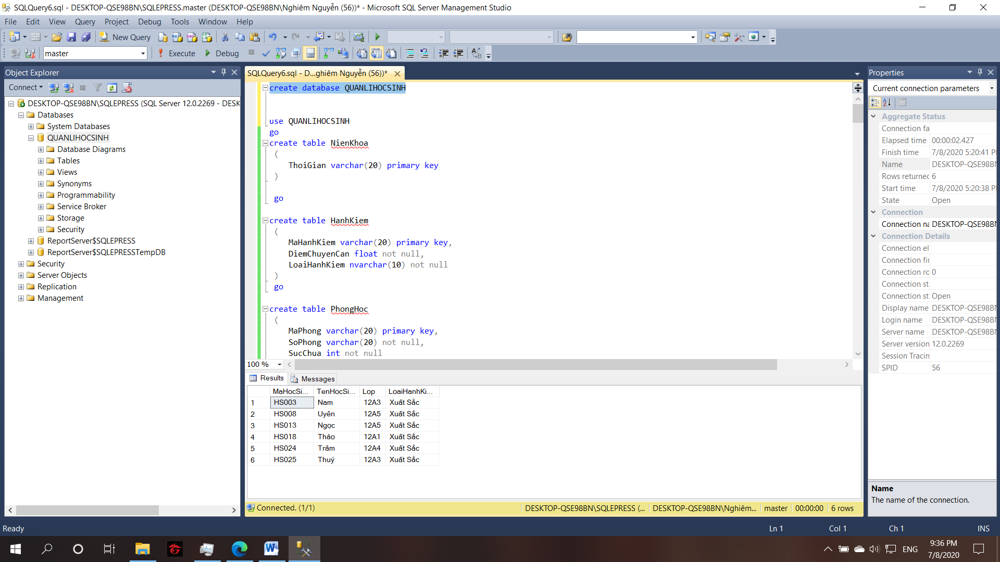 SQLQuery6.sql - DESKTOP-QSE98BN\SQLEPRESS.master (DESKTOP-QSE98BN\Nghiêm Nguyễn (56))* - Microsoft SQL Server Management Studio
File Edit View Query Project Debug Tools Window Help
New Query
master Execute Debug
Object Explorer
Connect
DESKTOP-QSE98BN\SQLEPRESS (SQL Server 12.0.2269 - DESK
Databases
System Databases
QUANLIHOCSINH
Database Diagrams
Tables
Views
Synonyms
Programmability
Service Broker
Storage
Security
ReportServer$SQLEPRESS
ReportServer$SQLEPRESSTempDB
Security
Server Objects
Replication
Management
SQLQuery6.sql - D...ghiêm Nguyễn (56))*
create database QUANLIHOCSINH
use QUANLIHOCSINH
go
create table NienKhoa
(
ThoiGian varchar(20) primary key
)
go
create table HanhKiem
(
MaHanhKiem varchar(20) primary key,
DiemChuyenCan float not null,
LoaiHanhKiem nvarchar(10) not null
)
go
create table PhongHoc
(
MaPhong varchar(20) primary key,
SoPhong varchar(20) not null,
SucChua int not null
100 %
Results Messages
MaHocSi... TenHocSi... Lop LoaiHanhKi...
1 HS003 Nam 12A3 Xuất Sắc
2 HS008 Uyên 12A5 Xuất Sắc
3 HS013 Ngọc 12A5 Xuất Sắc
4 HS018 Thảo 12A1 Xuất Sắc
5 HS024 Trâm 12A4 Xuất Sắc
6 HS025 Thuý 12A3 Xuất Sắc
Connected. (1/1) DESKTOP-QSE98BN\SQLEPRESS (... DESKTOP-QSE98BN\Nghiêm... master 00:00:00 6 rows
Properties
Current connection parameters
Aggregate Status
Connection fa
Elapsed time 00:00:02.427
Finish time 7/8/2020 5:20:41 P
Name DESKTOP-QSE98BN
Rows returned 6
Start time 7/8/2020 5:20:38 P
State Open
Connection
Connection na DESKTOP-QSE98BN
Connection Details
Connection el
Connection fir
Connection ro 0
Connection st
Connection st Open
Display name DESKTOP-QSE98BN
Login name DESKTOP-QSE98BN
Server name DESKTOP-QSE98BN
Server version 12.0.2269
Session Tracin
SPID 56
Name
The name of the connection.
Ready Ln 1 Col 1 Ch 1 INS
ENG
9:36 PM
7/8/2020